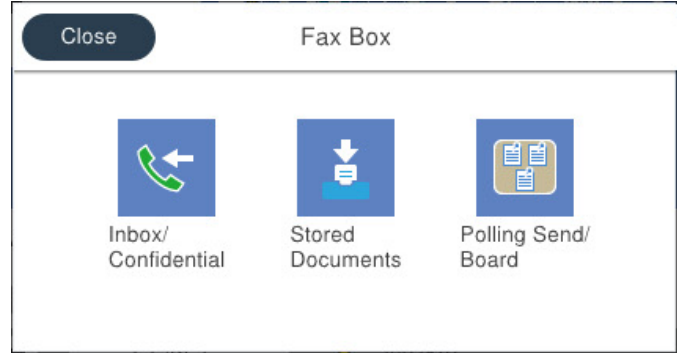 Close
Fax Box
Inbox/
Confidential
Stored
Documents
Polling Send/
Board